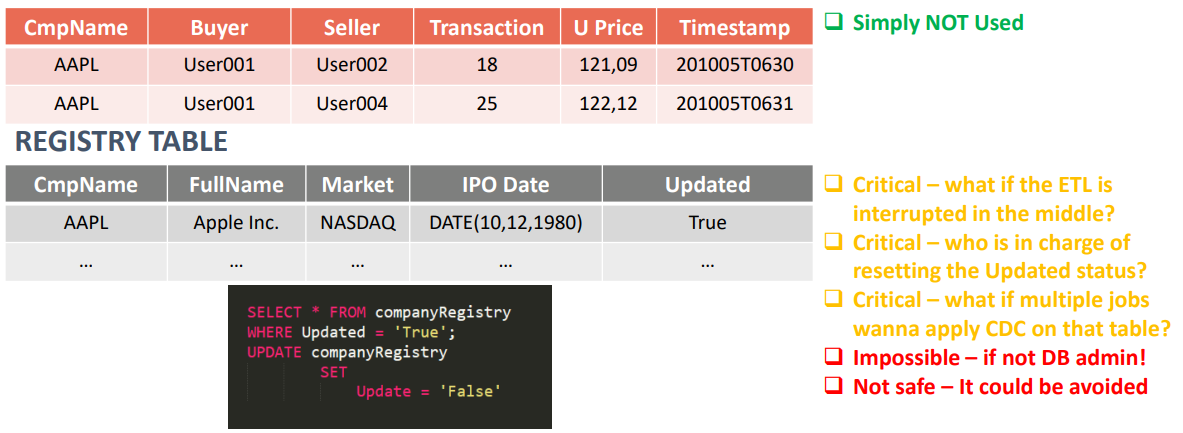 CmpName Buyer Seller Transaction U Price Timestamp
AAPL User001 User002 18 121,09 201005T0630
AAPL User001 User004 25 122,12 201005T0631
Simply NOT Used
REGISTRY TABLE
CmpName FullName Market IPO Date Updated
AAPL Apple Inc. NASDAQ DATE(10,12,1980) True
... ... ... ... ...
SELECT * FROM companyRegistry
WHERE Updated = 'True';
UPDATE companyRegistry
SET
Update = 'False'
Critical – what if the ETL is
interrupted in the middle?
Critical – who is in charge of
resetting the Updated status?
Critical – what if multiple jobs
wanna apply CDC on that table?
Impossible – if not DB admin!
Not safe – It could be avoided